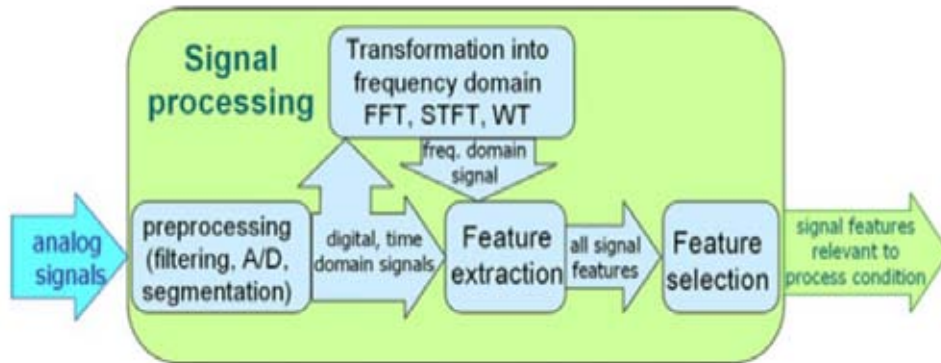 Signal
processing
Transformation into
frequency domain
FFT, STFT, WT
freq. domain
signal
analog
signals
preprocessing
(filtering, A/D,
segmentation)
digital, time
domain signals
Feature
extraction
all signal
features
Feature
selection
signal features
relevant to
process condition